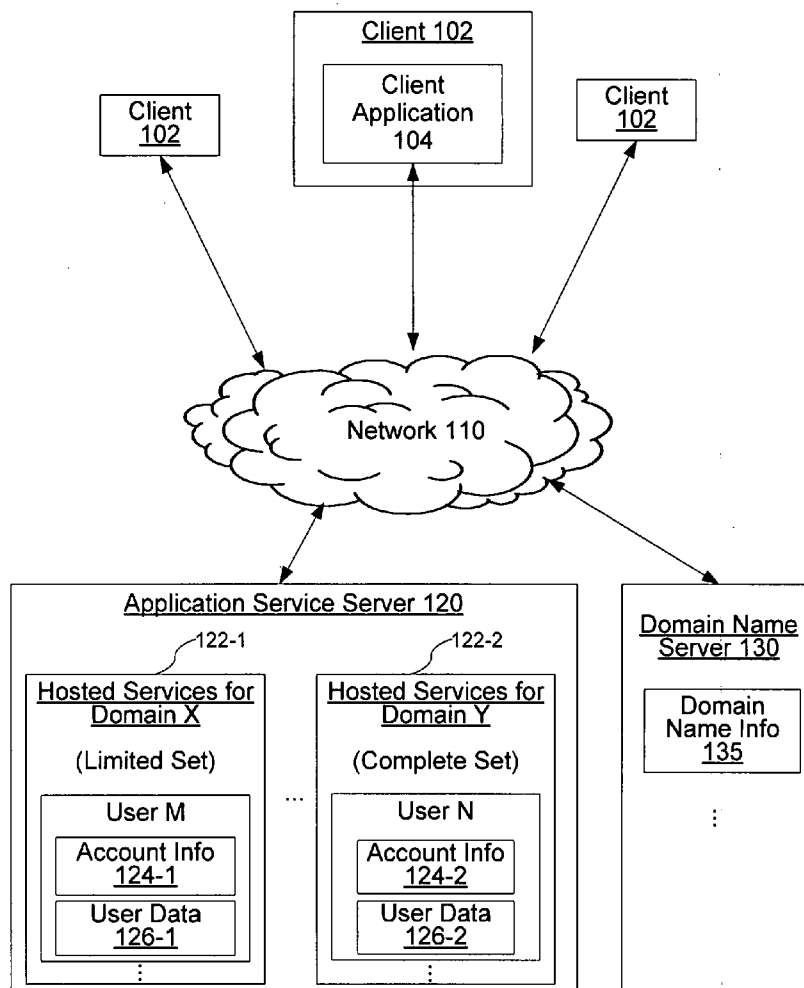 Client 102
Client
Application
104
Client
102
Client
102
Network 110
Application Service Server 120
122-1
122-2
Hosted Services for
Domain X
(Limited Set)
User M
Account Info
124-1
User Data
126-1
⋮
...
Hosted Services for
Domain Y
(Complete Set)
User N
Account Info
124-2
User Data
126-2
⋮
Domain Name
Server 130
Domain
Name Info
135
⋮